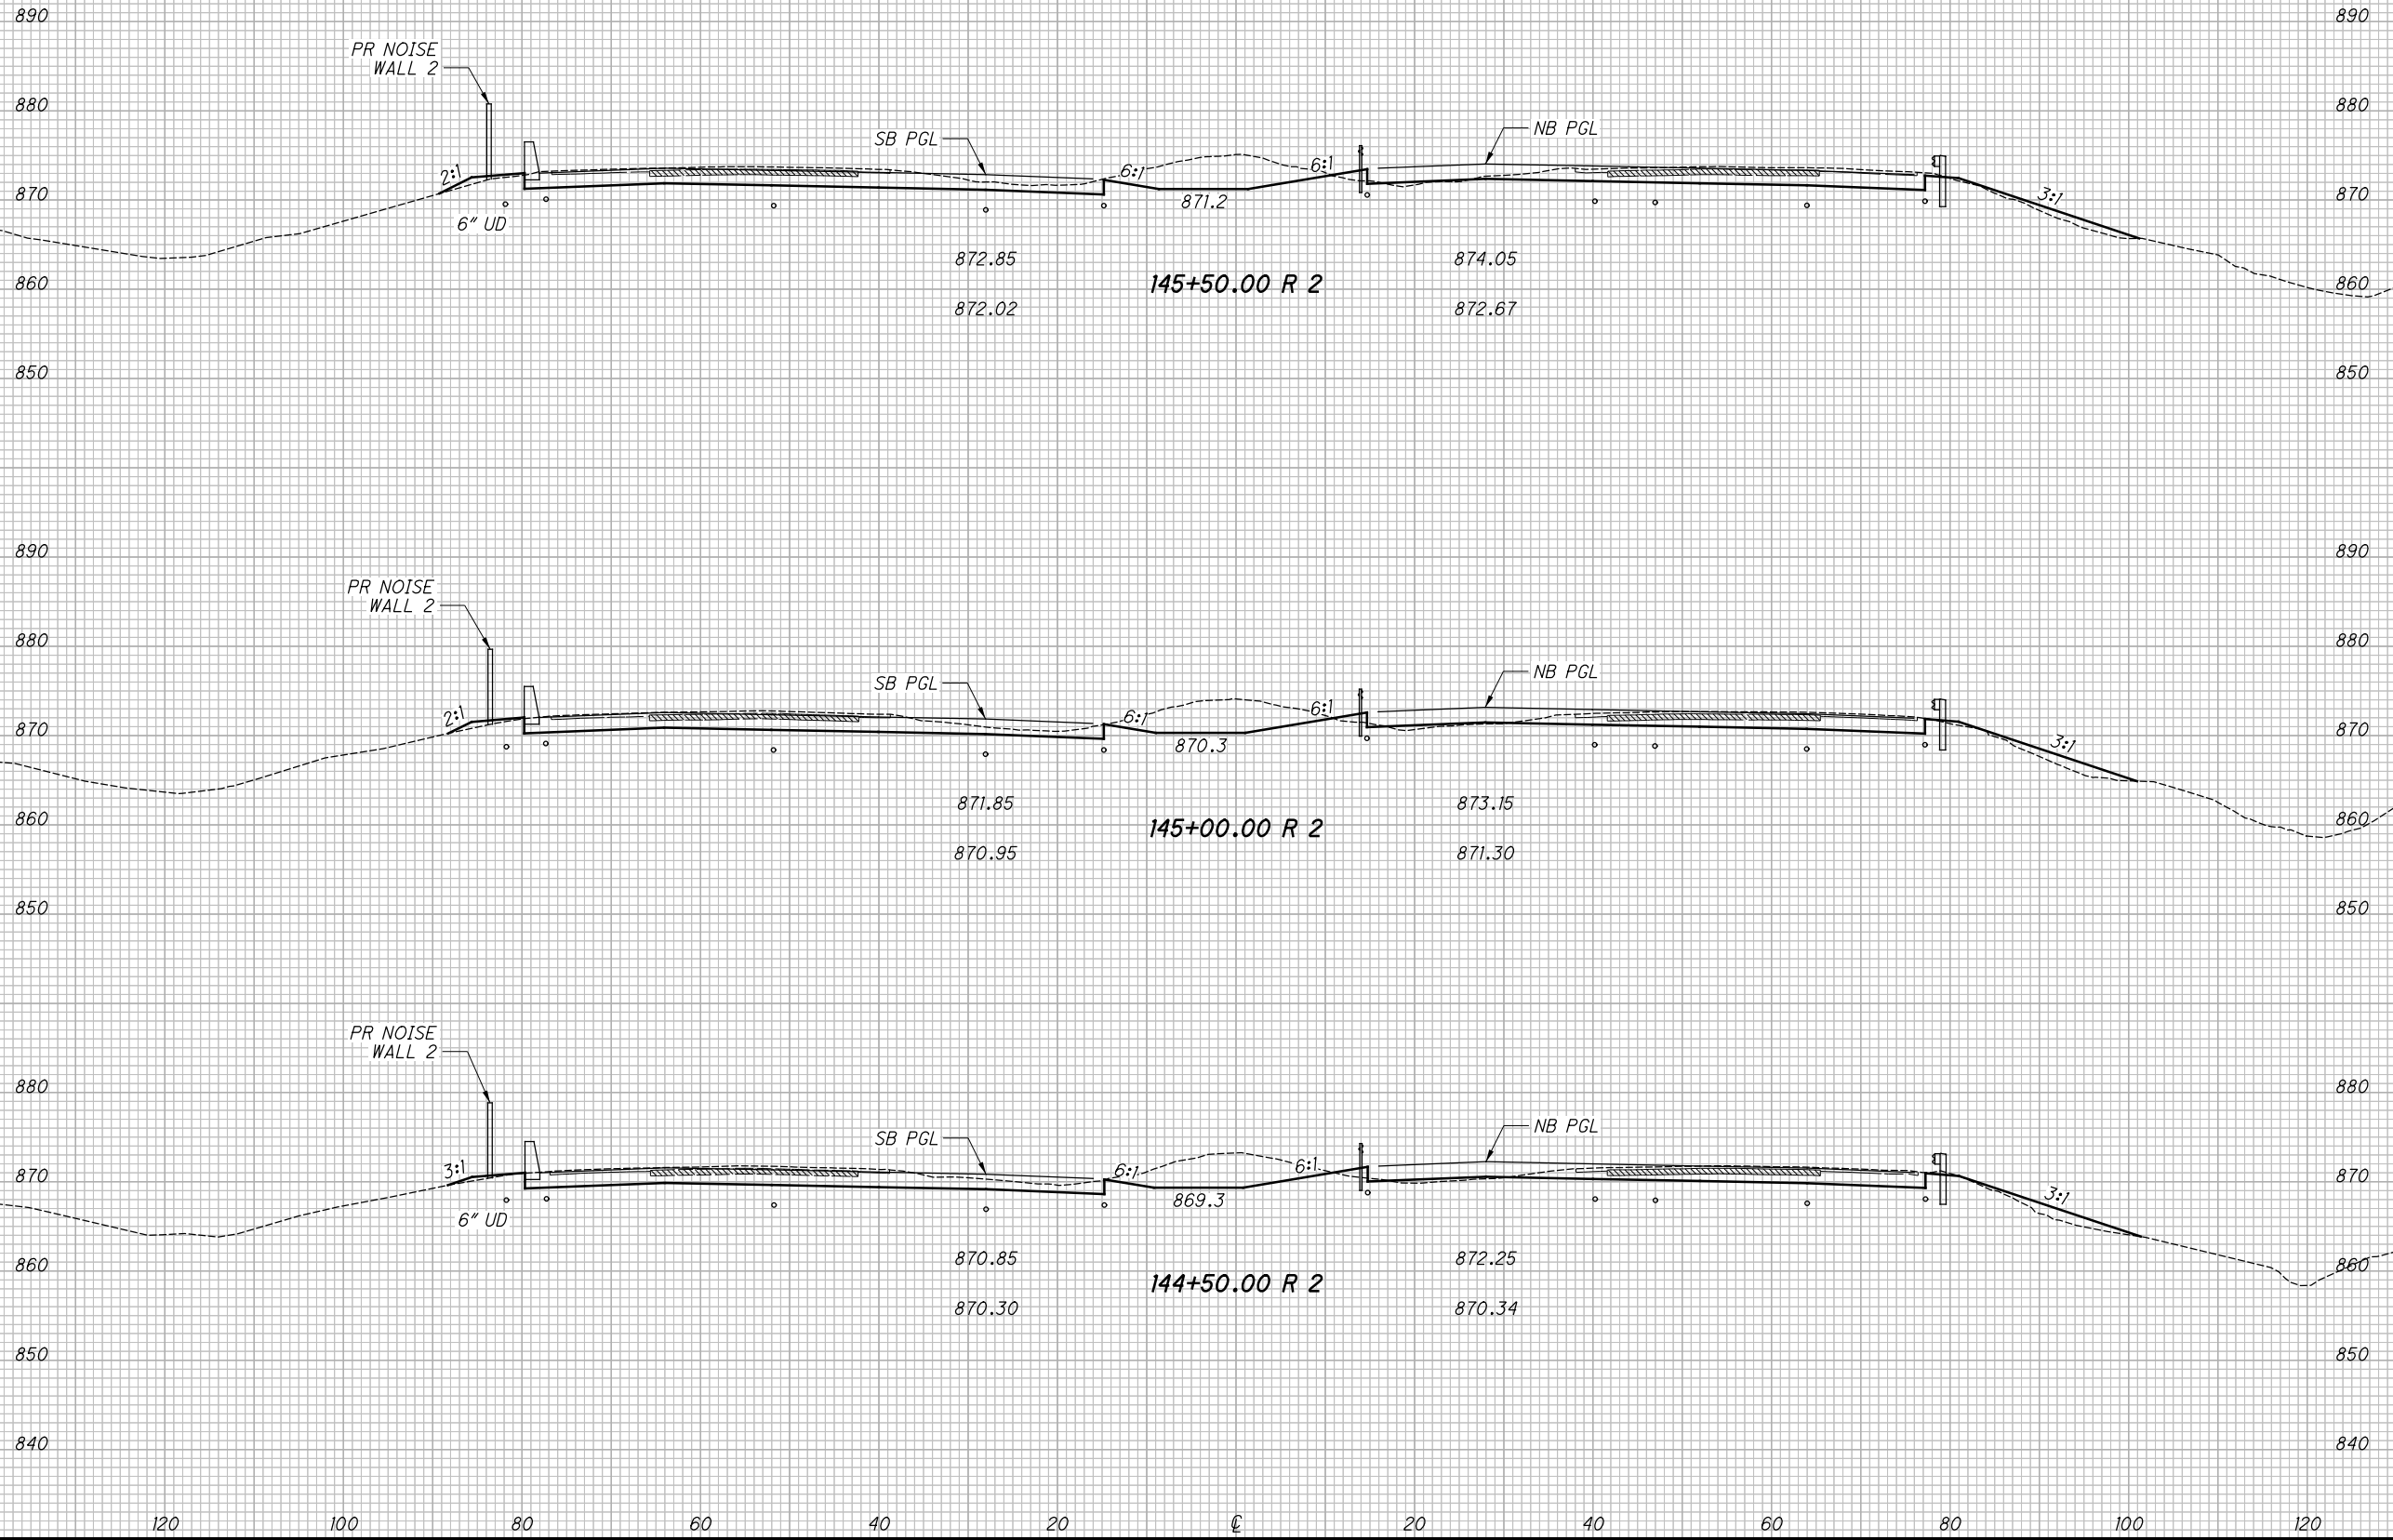 890 890
PR NOISE
WALL 2
880 880
SB PGL NB PGL
2:1 6:1 6:1 3:1
870 871.2 870
6" UD
872.85 874.05
860 145+50.00 R 2 860
872.02 872.67
850 850
890 890
PR NOISE
WALL 2
880 880
SB PGL NB PGL
2:1 6:1 6:1 3:1
870 870.3 870
871.85 873.15
860 145+00.00 R 2 860
870.95 871.30
850 850
PR NOISE
WALL 2
880 880
SB PGL NB PGL
3:1 6:1 6:1 3:1
870 869.3 870
6" UD
870.85 872.25
860 144+50.00 R 2 860
870.30 870.34
850 850
840 840
120 100 80 60 40 20 ℄ 20 40 60 80 100 120